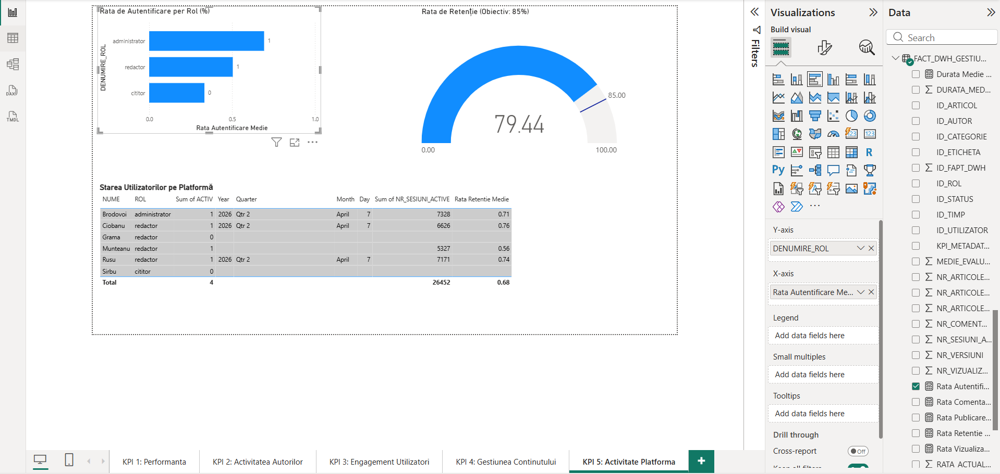 Rata de Autentificare per Rol (%)
DENUMIRE_ROL
administrator
1
redactor
1
cititor
0
0.0
0.5
1.0
Rata Autentificare Medie
Rata de Retenție (Obiectiv: 85%)
85.00
79.44
0.00
100.00
Starea Utilizatorilor pe Platformă
NUME ROL Sum of ACTIV Year Quarter Month Day Sum of NR_SESIUNI_ACTIVE Rata Retentie Medie
Brodovoi administrator 1 2026 Qtr 2 April 7 7328 0.71
Ciobanu redactor 1 2026 Qtr 2 April 7 6626 0.76
Grama redactor 0
Munteanu redactor 1 5327 0.56
Rusu redactor 1 2026 Qtr 2 April 7 7171 0.74
Sirbu cititor 0
Total 4 26452 0.68
DAX
TMDL
KPI 1: Performanta
KPI 2: Activitatea Autorilor
KPI 3: Engagement Utilizatori
KPI 4: Gestiunea Continutului
KPI 5: Activitate Platforma
+
Filters
Visualizations
Build visual
123
123
R
Py
Y-axis
DENUMIRE_ROL
X-axis
Rata Autentificare Me...
Legend
Add data fields here
Small multiples
Add data fields here
Tooltips
Add data fields here
Drill through
Cross-report
Off
Keep all filters
Data
Search
FACT_DWH_GESTIU...
Durata Medie ...
DURATA_MED...
ID_ARTICOL
ID_AUTOR
ID_CATEGORIE
ID_ETICHETA
ID_FAPT_DWH
ID_ROL
ID_STATUS
ID_TIMP
ID_UTILIZATOR
KPI_METADAT...
MEDIE_EVALU...
NR_ARTICOLE...
NR_ARTICOLE...
NR_ARTICOLE...
NR_COMENT...
NR_SESIUNI_A...
NR_VERSIUNI
NR_VIZUALIZ...
Rata Autentifi...
Rata Comenta...
Rata Publicare...
Rata Retentie ...
Rata Vizualiza...
RATA_ACTUAL...